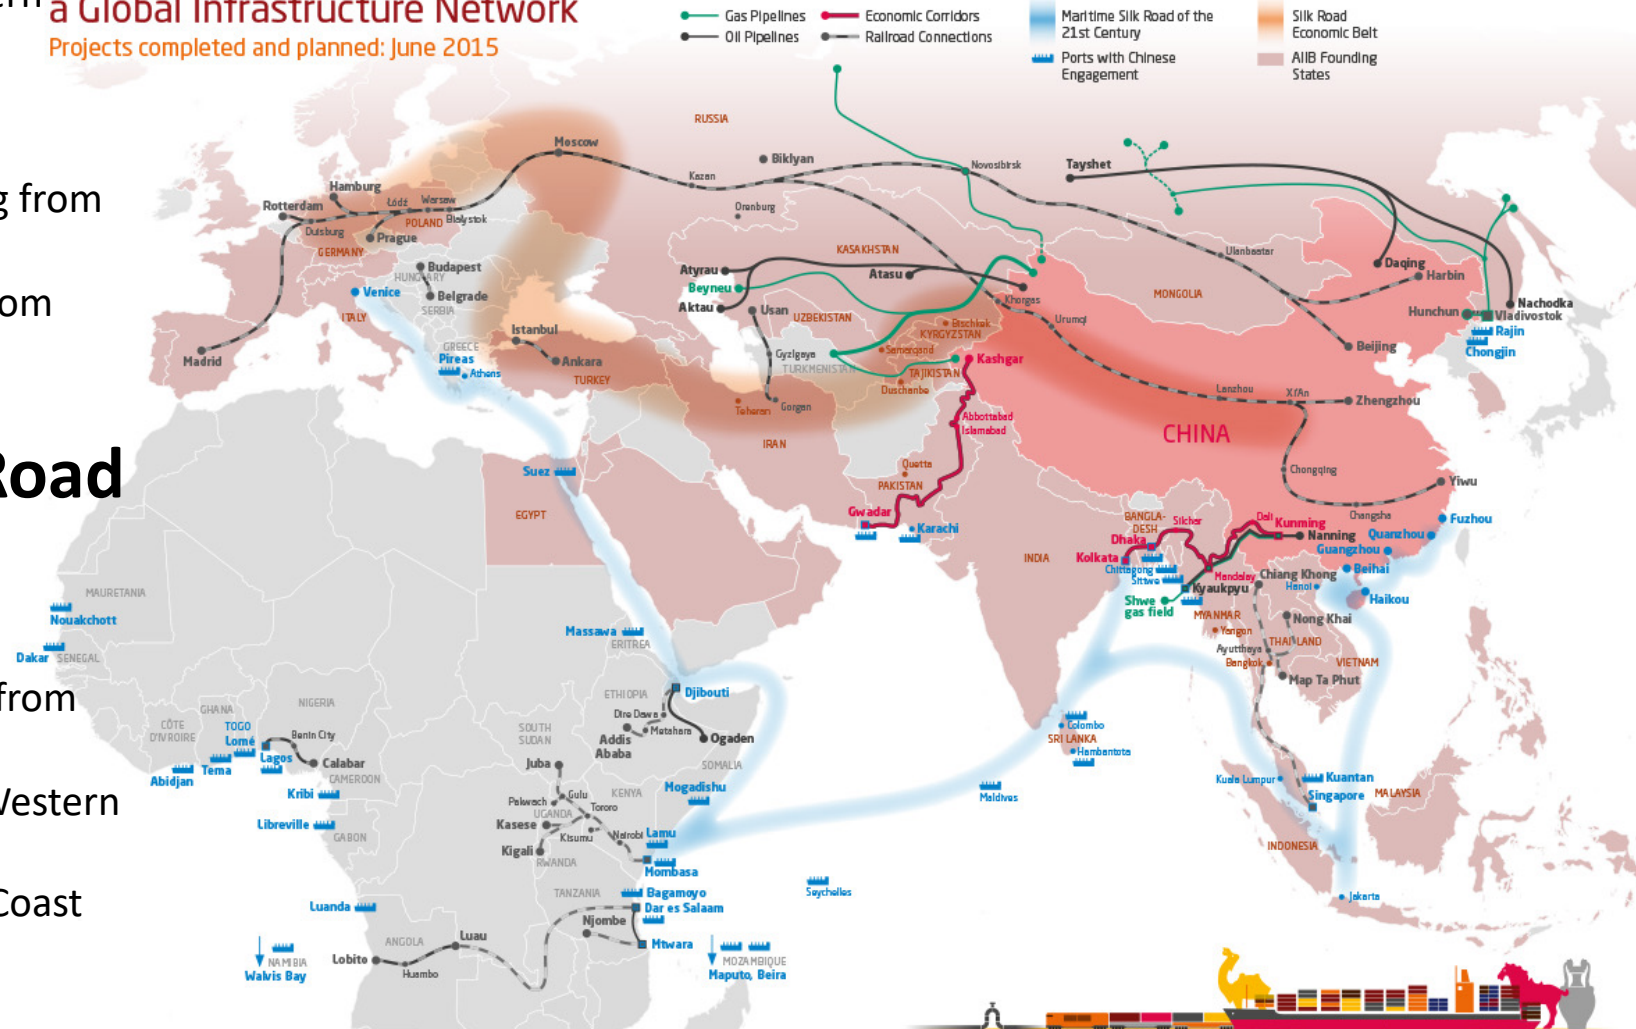 ern
a Global Infrastructure Network
Projects completed and planned: June 2015
g from
om
Road
from
Western
Coast
Gas Pipelines
Oil Pipelines
Economic Corridors
Railroad Connections
Maritime Silk Road of the
21st Century
Ports with Chinese
Engagement
Silk Road
Economic Belt
AIIB Founding
States
RUSSIA
Moscow
Biklyan
Kazan
Novosibirsk
Tayshet
Orenburg
Hamburg
Rotterdam
Łódź
Warsaw
Bialystok
Duisburg
POLAND
Prague
GERMANY
Budapest
HUNGARY
Belgrade
SERBIA
Venice
ITALY
Madrid
GREECE
Pireas
Athens
Istanbul
Ankara
TURKEY
KASAKHSTAN
Atyrau
Beyneu
Aktau
Atasu
Usan
UZBEKISTAN
Khorgas
Urumqi
Bischkek
KYRGYZSTAN
Samarqand
Gyzlgaya
TURKMENISTAN
TAJIKISTAN
Duschanbe
Kashgar
Teheran
Gorgan
IRAN
Abbottabad
Islamabad
Quetta
PAKISTAN
Gwadar
Karachi
Ulanbaatar
MONGOLIA
Daqing
Harbin
Nachodka
Hunchun
Vladivostok
Rajin
Chongjin
Beijing
Lanzhou
Xi'An
Zhengzhou
CHINA
Chongqing
Yiwu
Changsha
Fuzhou
Quanzhou
Guangzhou
Beihai
Haikou
Kunming
Dali
Nanning
BANGLA-
DESH
Silchar
Dhaka
Kolkata
Chittagong
Sittwe
Mandalay
Kyaukpyu
Shwe
gas field
MYANMAR
Yangon
Chiang Khong
Hanoi
Nong Khai
THAILAND
Ayutthaya
Bangkok
VIETNAM
Map Ta Phut
INDIA
Colombo
SRI LANKA
Hambantota
Maldives
Kuala Lumpur
Kuantan
Singapore
MALAYSIA
INDONESIA
Jakarta
Suez
EGYPT
MAURETANIA
Nouakchott
Dakar
SENEGAL
Massawa
ERITREA
Djibouti
ETHIOPIA
Dire Dawa
Metahara
Addis
Ababa
Ogaden
SOMALIA
Mogadishu
SOUTH
SUDAN
Juba
NIGERIA
GHANA
CÔTE
D'IVROIRE
TOGO
Lomé
Benin City
Lagos
Calabar
Tema
Abidjan
CAMEROON
Kribi
Libreville
GABON
Pakwach
Gulu
Tororo
UGANDA
KENYA
Kasese
Kisumu
Nairobi
Lamu
Kigali
RWANDA
Mombasa
Seychelles
TANZANIA
Bagamoyo
Dar es Salaam
Njombe
Mtwara
Luanda
ANGOLA
Luau
Lobito
Huambo
NAMIBIA
Walvis Bay
MOZAMBIQUE
Maputo, Beira